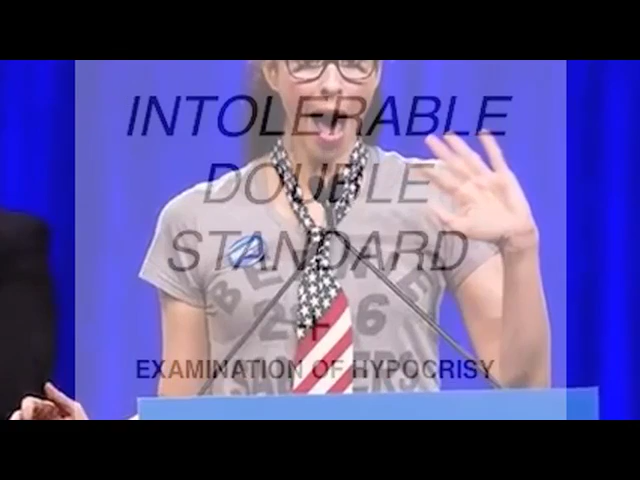 INTOLERABLE
DOUBLE
STANDARD
+
EXAMINATION OF HYPOCRISY